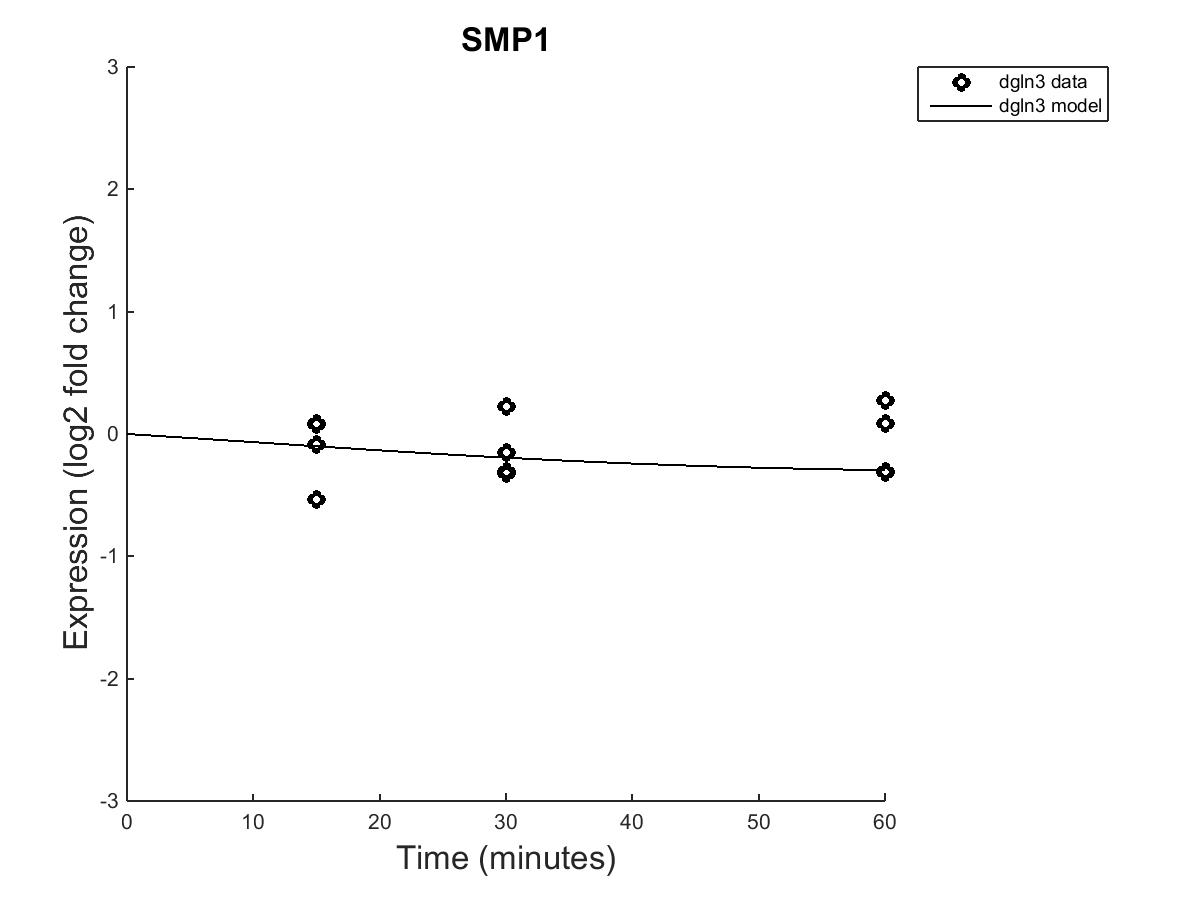 SMP1
dgln3 data
dgln3 model
Expression (log2 fold change)
3
2
1
0
-1
-2
-3
0 10 20 30 40 50 60
Time (minutes)